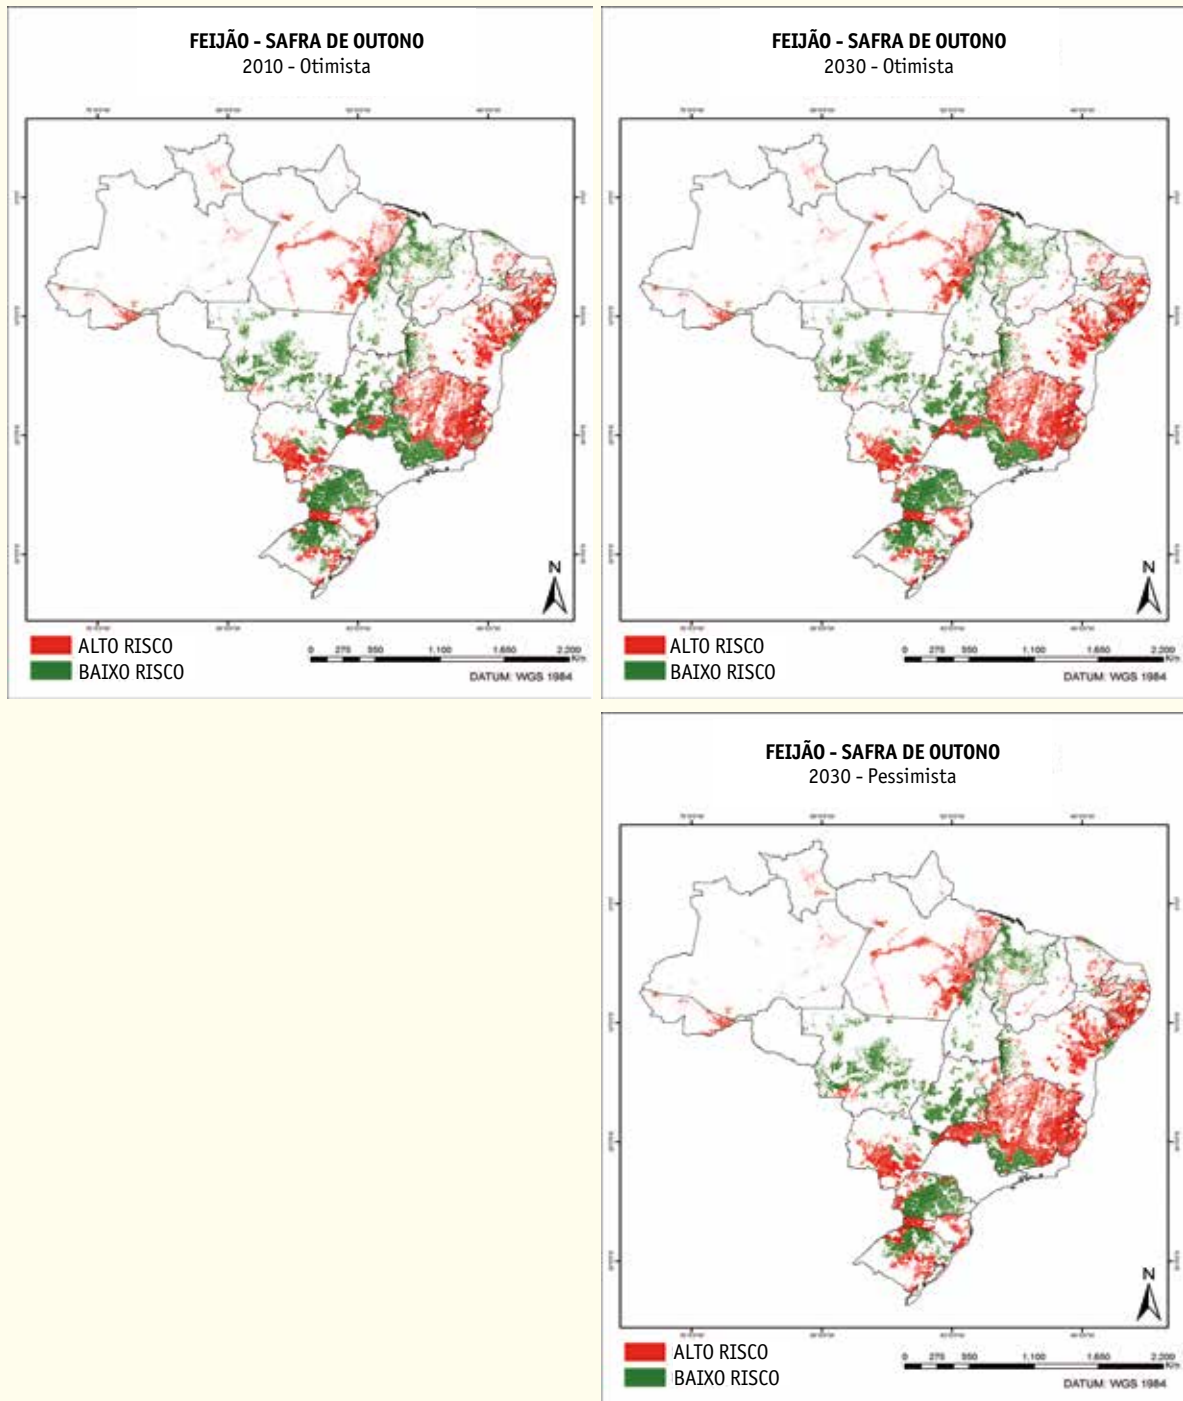 FEIJÃO - SAFRA DE OUTONO
2010 - Otimista
N
ALTO RISCO
BAIXO RISCO
0 275 550 1.100 1.650 2.200
Km
DATUM: WGS 1984
FEIJÃO - SAFRA DE OUTONO
2030 - Otimista
N
ALTO RISCO
BAIXO RISCO
0 275 550 1.100 1.650 2.200
Km
DATUM: WGS 1984
FEIJÃO - SAFRA DE OUTONO
2030 - Pessimista
N
ALTO RISCO
BAIXO RISCO
0 275 550 1.100 1.650 2.200
Km
DATUM: WGS 1984